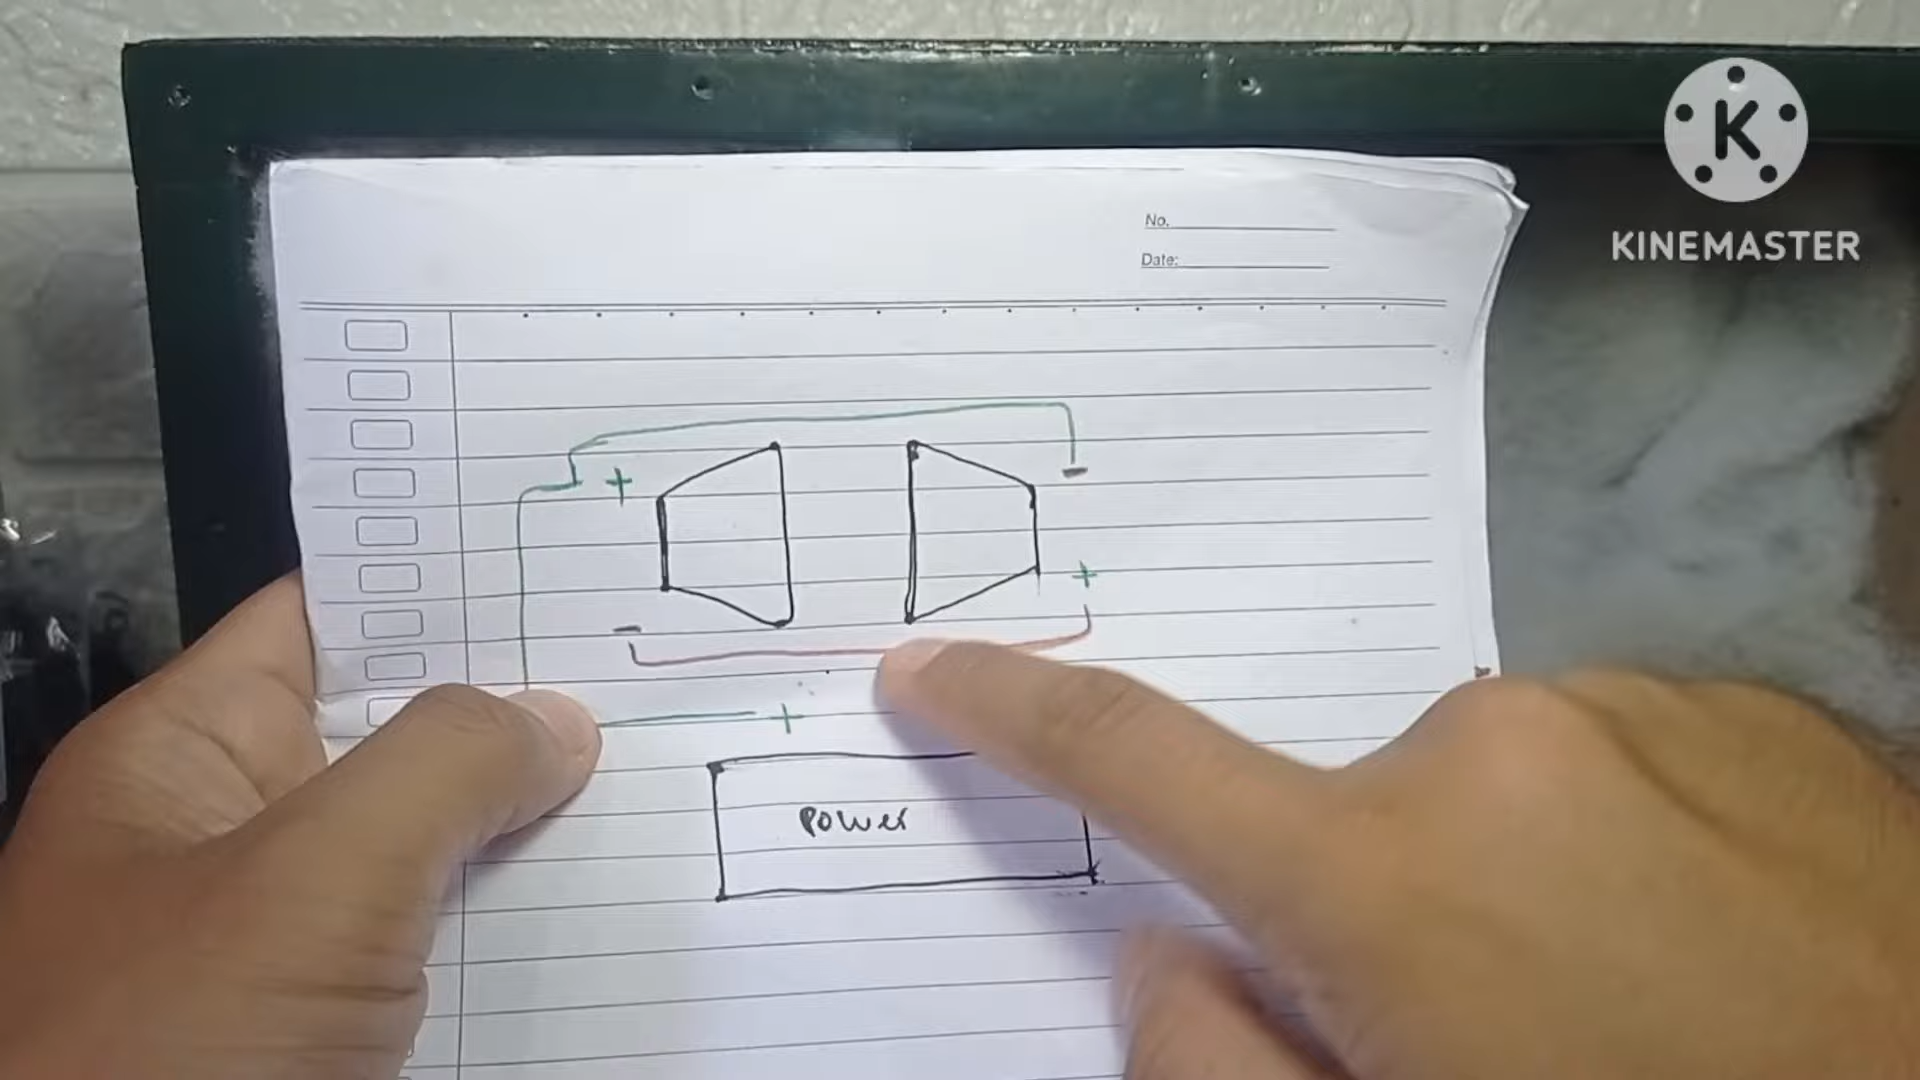 K
KINEMASTER
No.
Date:
+
-
-
+
+
Power